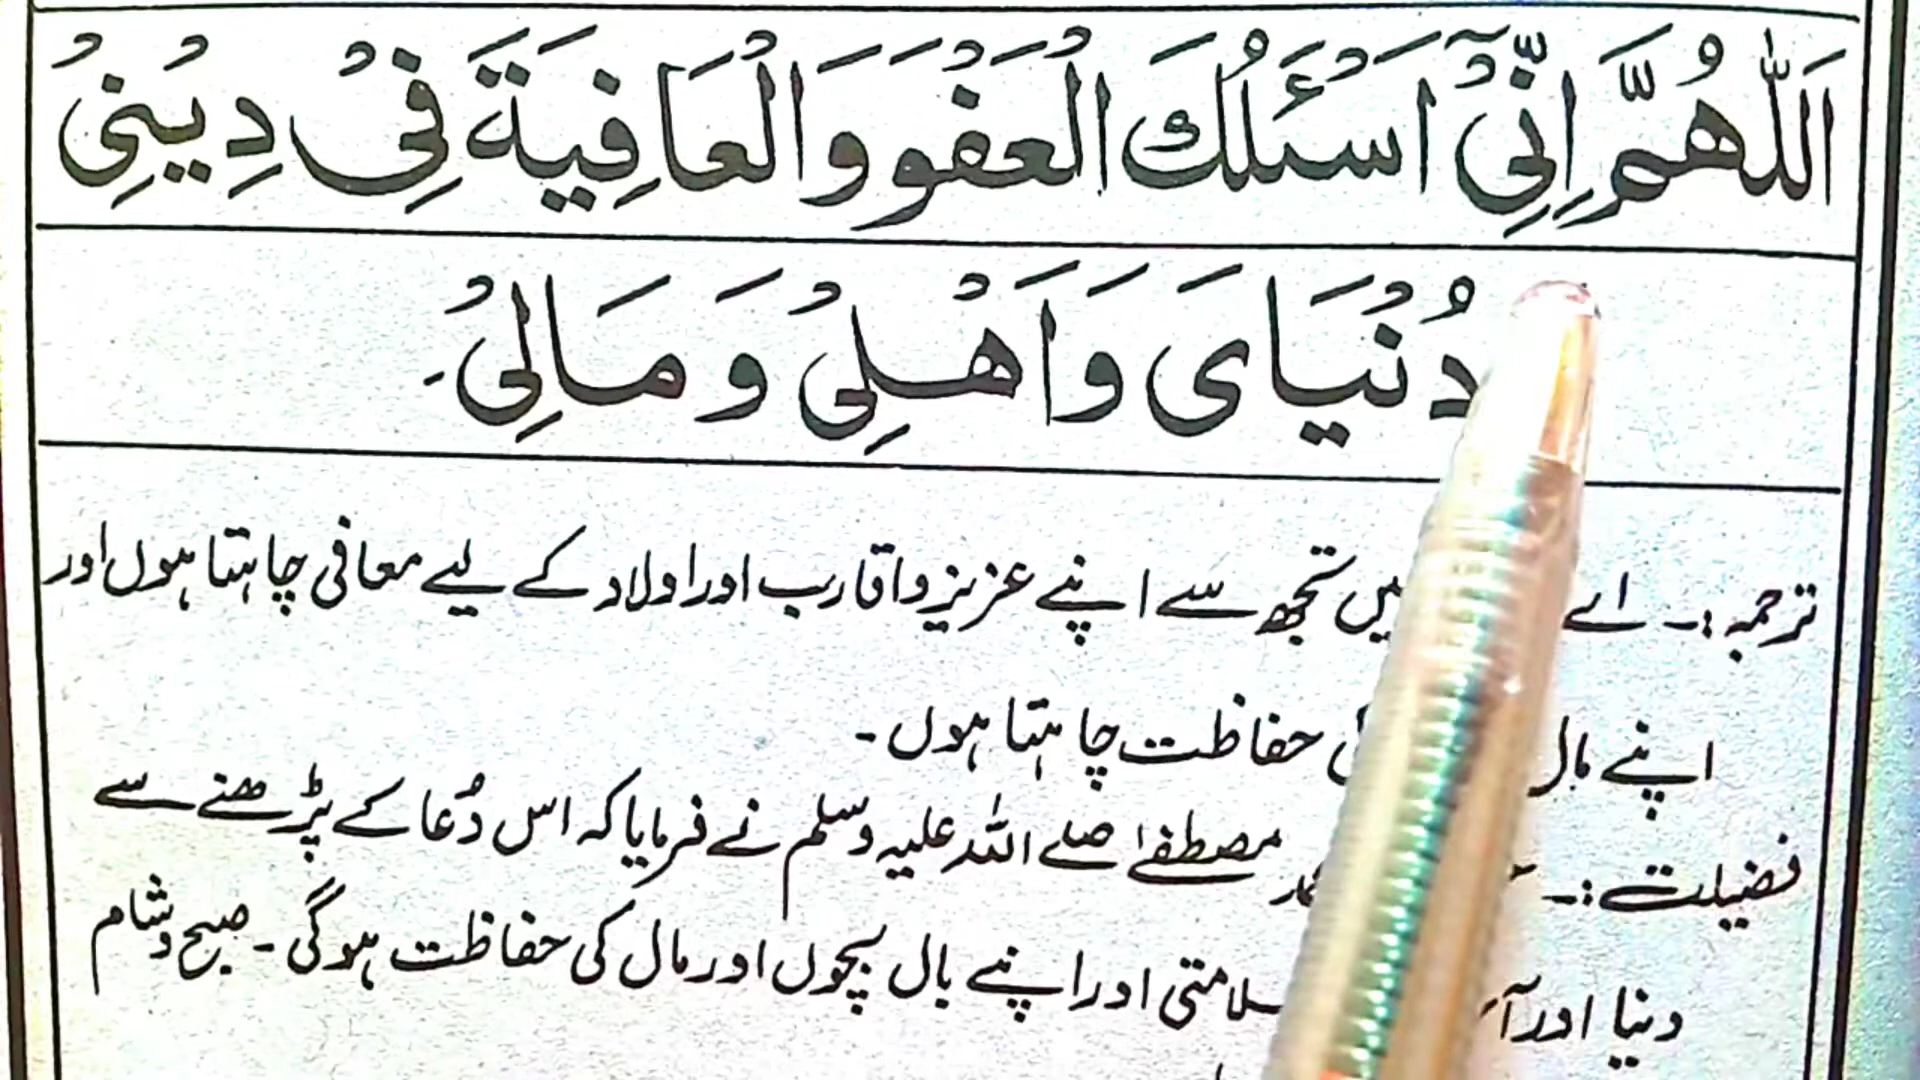 اَللّٰهُمَّ اِنِّیْۤ اَسْئَلُكَ الْعَفْوَ وَالْعَافِیَةَ فِیْ دِیْنِیْ
دُنْیَایَ وَاَهْلِیْ وَمَالِیْ۔
ترجمہ :۔ اے تجھ سے اپنے عزیز واقارب اور اولاد کے لیے معافی چاہتا ہوں اور
اپنے مال حفاظت چاہتا ہوں ۔
فضیلت :۔ مصطفےٰ صلے اللہ علیہ وسلم نے فرمایا کہ اس دُعا کے پڑھنے سے
دنیا اور سلامتی اور اپنے بال بچوں اور مال کی حفاظت ہوگی ۔ صبح وشام